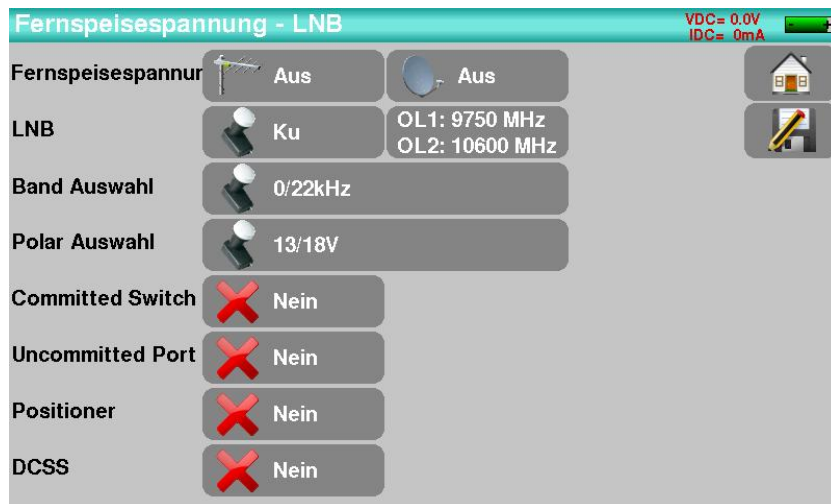 Fernspeisespannung - LNB
VDC= 0.0V
IDC= 0mA
Fernspeisespannur Aus Aus
LNB Ku OL1: 9750 MHz
OL2: 10600 MHz
Band Auswahl 0/22kHz
Polar Auswahl 13/18V
Committed Switch Nein
Uncommitted Port Nein
Positioner Nein
DCSS Nein